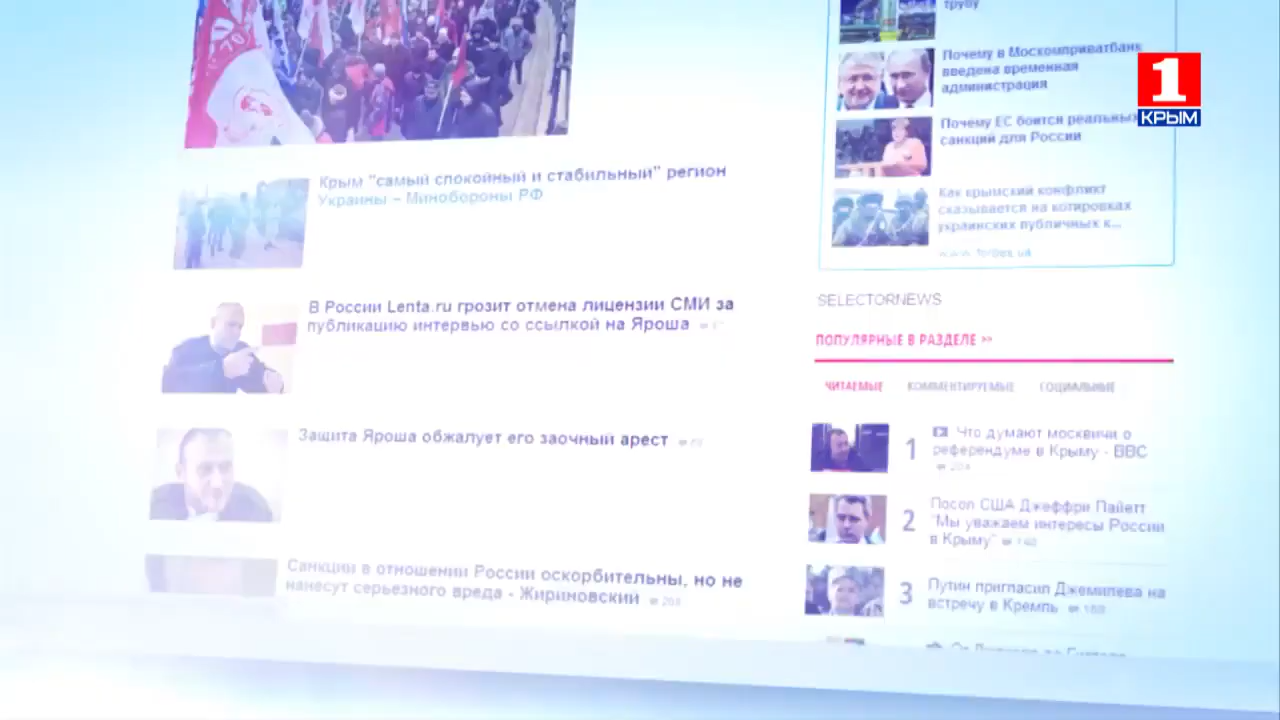 трубу
Почему в Москомприватбанк
введена временная
администрация
1
КРЫМ
Почему ЕС боится реальных
санкций для России
Как крымский конфликт
сказывается на котировках
украинских публичных к...
www.forbes.ua
Крым "самый спокойный и стабильный" регион
Украины – Минобороны РФ
В России Lenta.ru грозит отмена лицензии СМИ за
публикацию интервью со ссылкой на Яроша
Защита Яроша обжалует его заочный арест
Санкции в отношении России оскорбительны, но не
нанесут серьезного вреда - Жириновский
SELECTORNEWS
ПОПУЛЯРНЫЕ В РАЗДЕЛЕ >>
ЧИТАЕМЫЕ КОММЕНТИРУЕМЫЕ СОЦИАЛЬНЫЕ
1 Что думают москвичи о
референдуме в Крыму - BBC
204
2 Посол США Джеффри Пайетт
"Мы уважаем интересы России
в Крыму" 140
3 Путин пригласил Джемилева на
встречу в Кремль